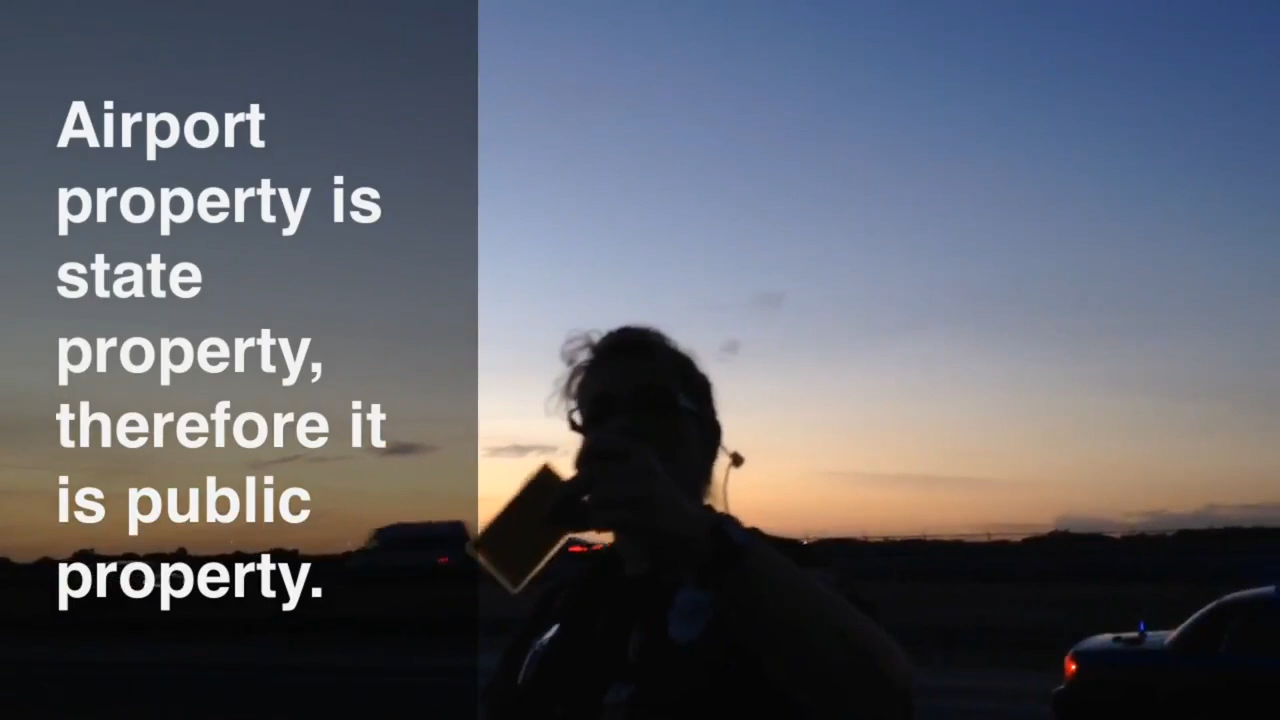 Airport
property is
state
property,
therefore it
is public
property.